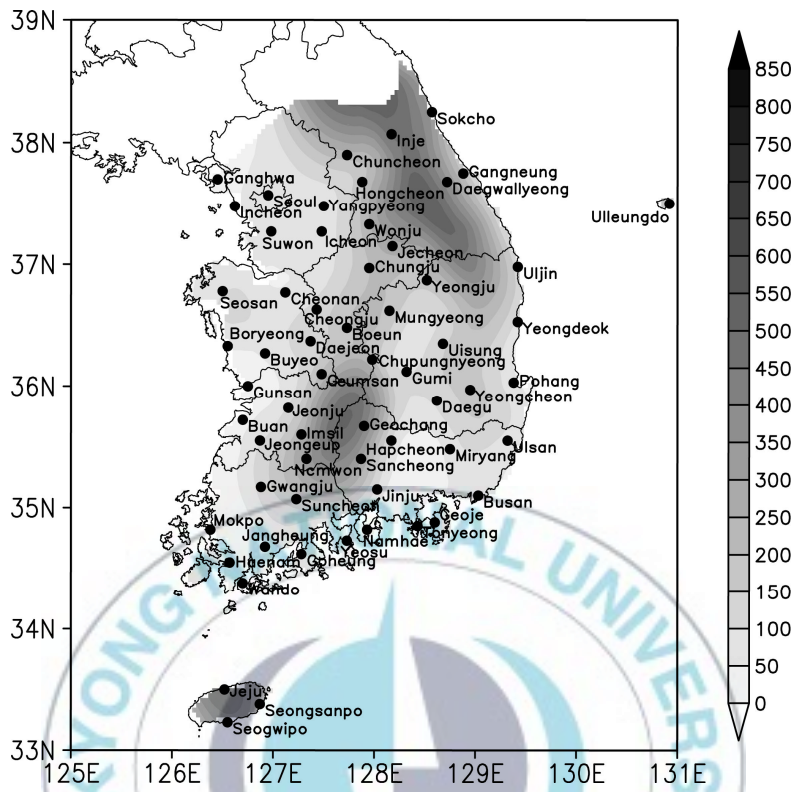 39N
38N
37N
36N
35N
34N
33N
125E 126E 127E 128E 129E 130E 131E
850
800
750
700
650
600
550
500
450
400
350
300
250
200
150
100
50
0
Sokcho
Inje
Chuncheon
Ganghwa
Gangneung
Hongcheon
Daegwallyeong
Seoul
Yangpyeong
Incheon
Ulleungdo
Wonju
Suwon
Icheon
Jecheon
Chungju
Uljin
Yeongju
Seosan
Cheonan
Cheongju
Mungyeong
Boeun
Yeongdeok
Boryeong
Daejeon
Uisung
Buyeo
Chupungnyeong
Geumsan
Gumi
Pohang
Gunsan
Yeongcheon
Jeonju
Daegu
Buan
Imsil
Geochang
Jeongeup
Hapcheon
Ulsan
Miryang
Namwon
Sancheong
Gwangju
Jinju
Suncheon
Busan
Mokpo
Geoje
Jangheung
Namhae
Tonyeong
Yeosu
Haenam
Goheung
Wando
Jeju
Seongsanpo
Seogwipo
YONG NATIONAL UNIVERS